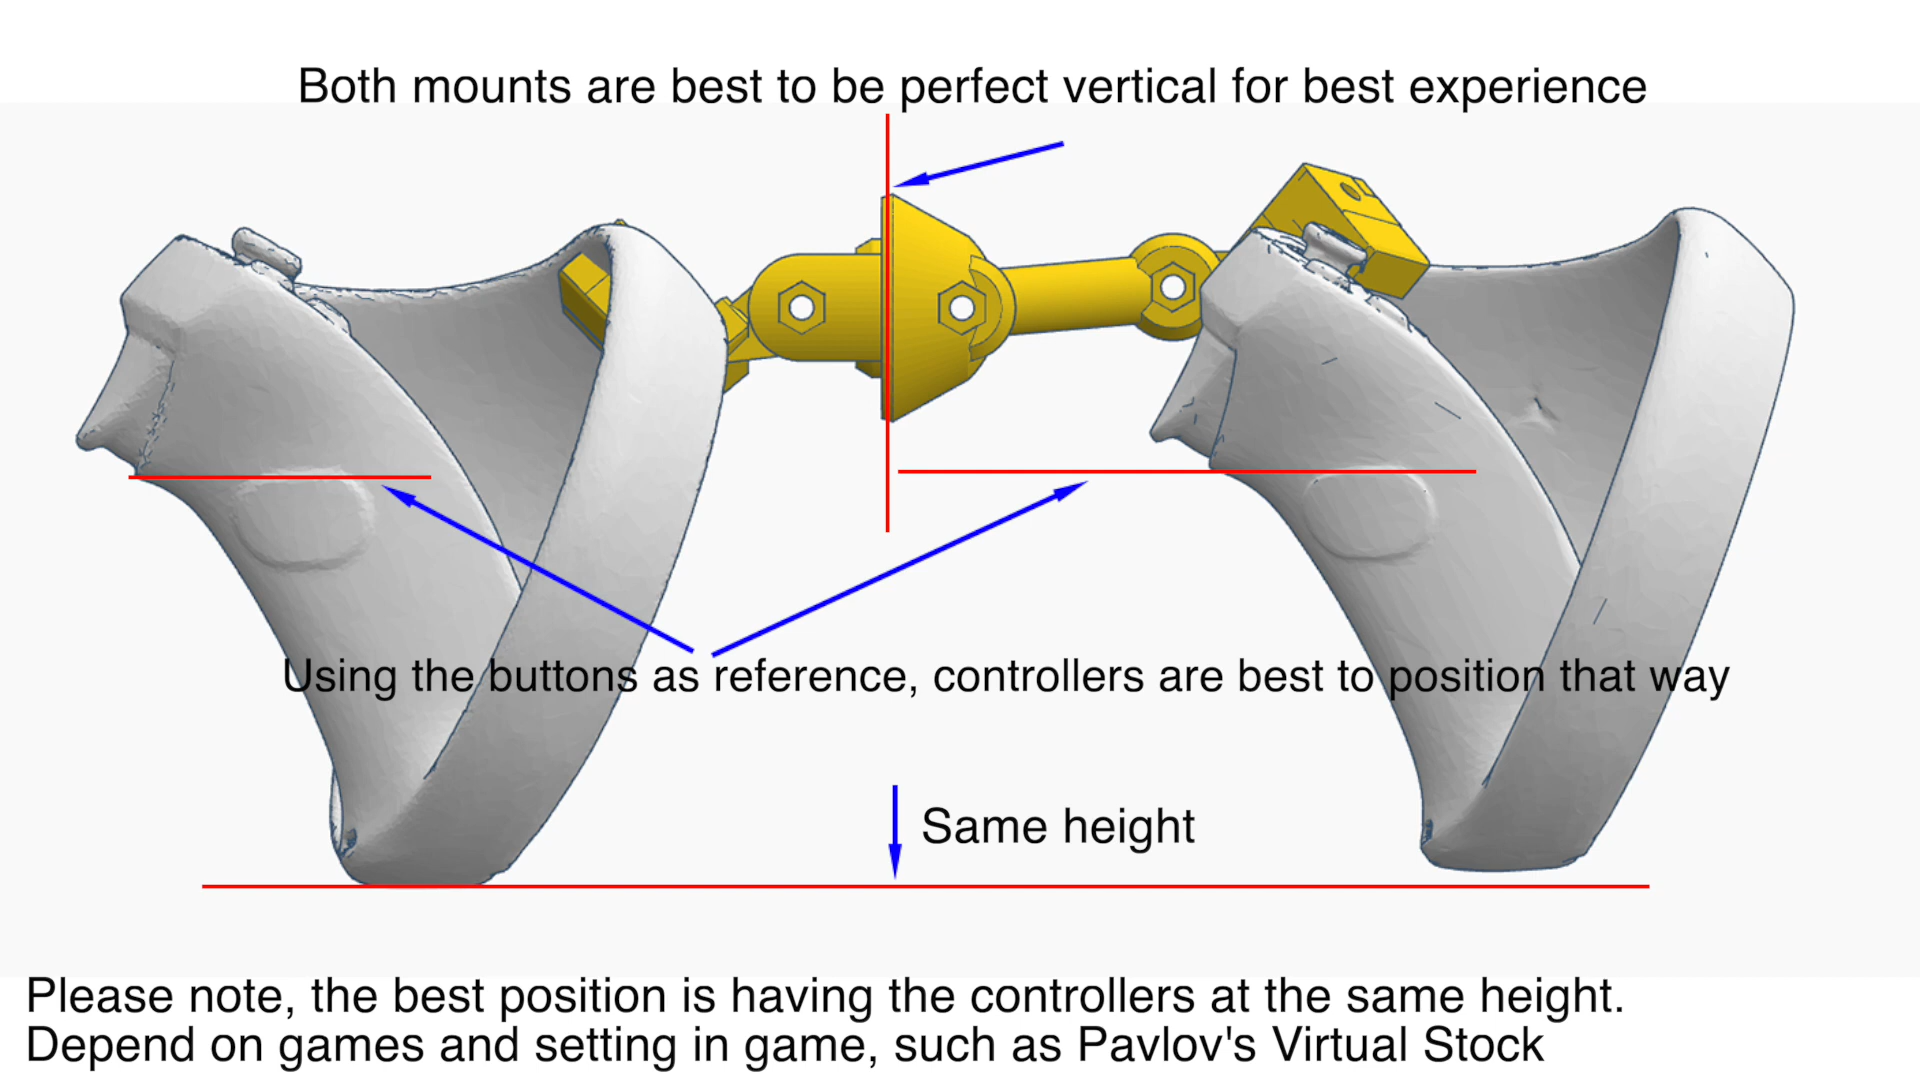 Both mounts are best to be perfect vertical for best experience
Using the buttons as reference, controllers are best to position that way
Same height
Please note, the best position is having the controllers at the same height.
Depend on games and setting in game, such as Pavlov's Virtual Stock